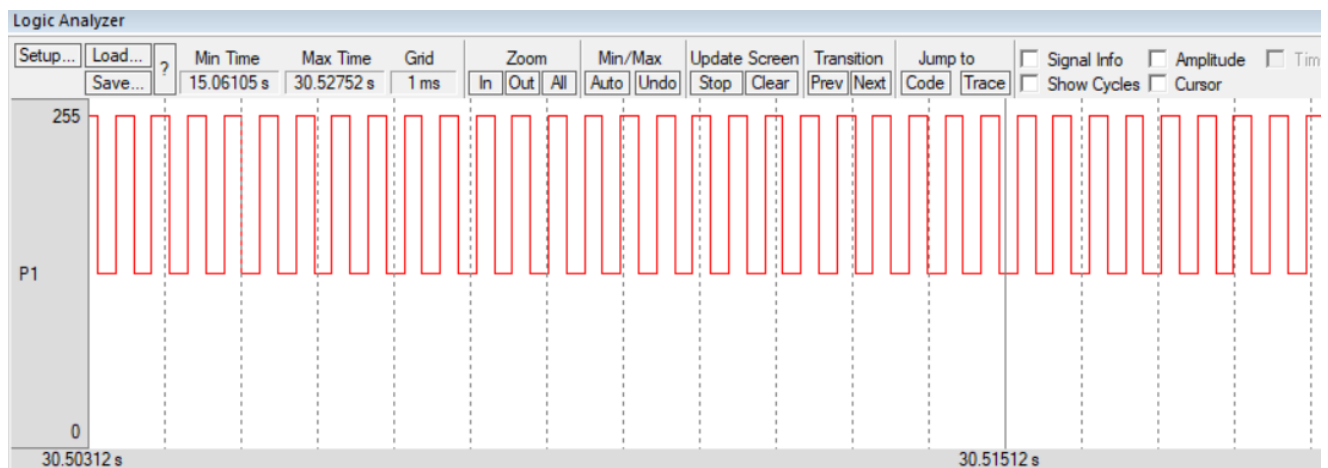 Logic Analyzer
Setup... Load... ? Min Time Max Time Grid Zoom Min/Max Update Screen Transition Jump to Signal Info Amplitude Tim
Save... 15.06105 s 30.52752 s 1 ms In Out All Auto Undo Stop Clear Prev Next Code Trace Show Cycles Cursor
255
P1
0
30.50312 s 30.51512 s